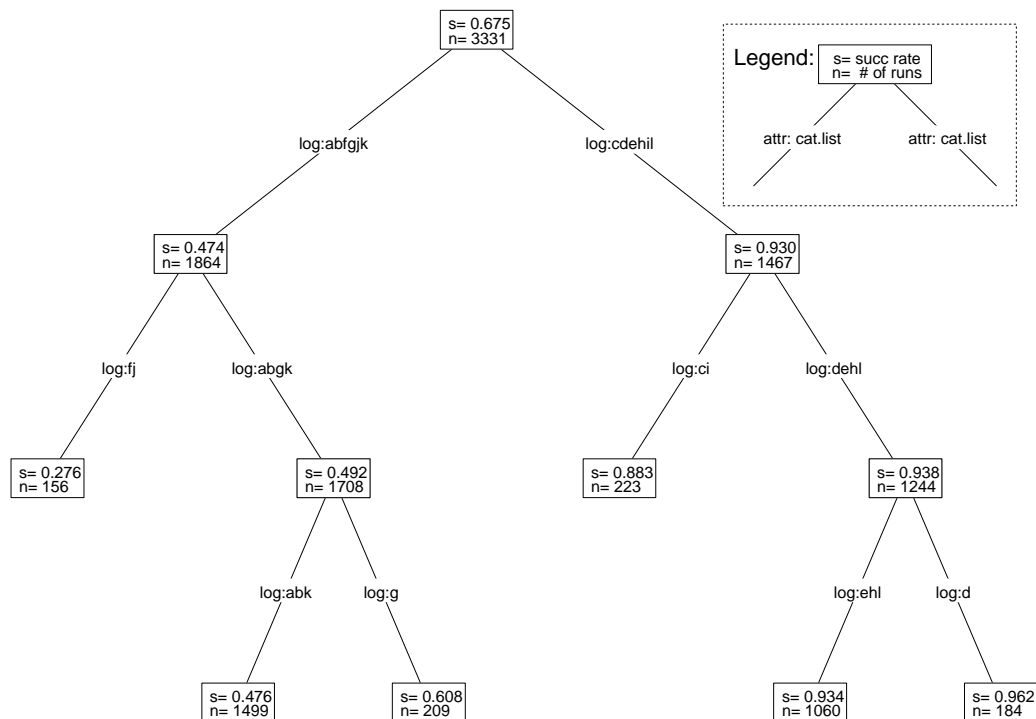 s= 0.675
n= 3331
Legend:
s= succ rate
n= # of runs
attr: cat.list
attr: cat.list
log:abfgjk
log:cdehil
s= 0.474
n= 1864
s= 0.930
n= 1467
log:fj
log:abgk
log:ci
log:dehl
s= 0.276
n= 156
s= 0.492
n= 1708
s= 0.883
n= 223
s= 0.938
n= 1244
log:abk
log:g
log:ehl
log:d
s= 0.476
n= 1499
s= 0.608
n= 209
s= 0.934
n= 1060
s= 0.962
n= 184